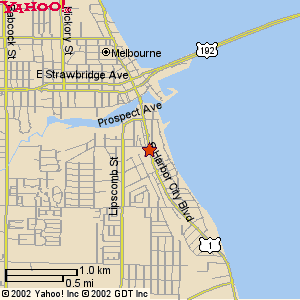 YAHOO!
Babcock St
Hickory St
Melbourne
192
E Strawbridge Ave
Prospect Ave
Lipscomb St
S Harbor City Blvd
1
1.0 km
0.5 mi
© 2002 Yahoo! Inc © 2002 GDT Inc